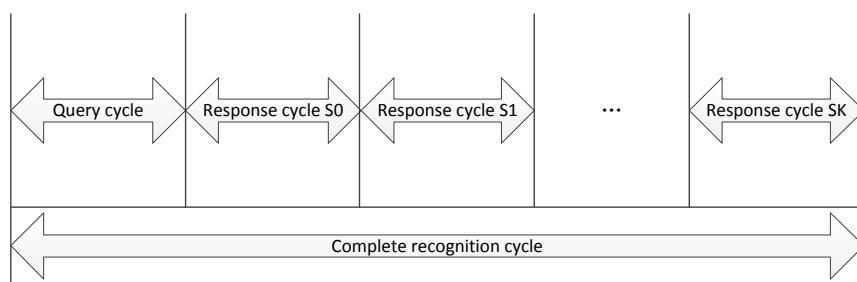 Query cycle
Response cycle S0
Response cycle S1
...
Response cycle SK
Complete recognition cycle